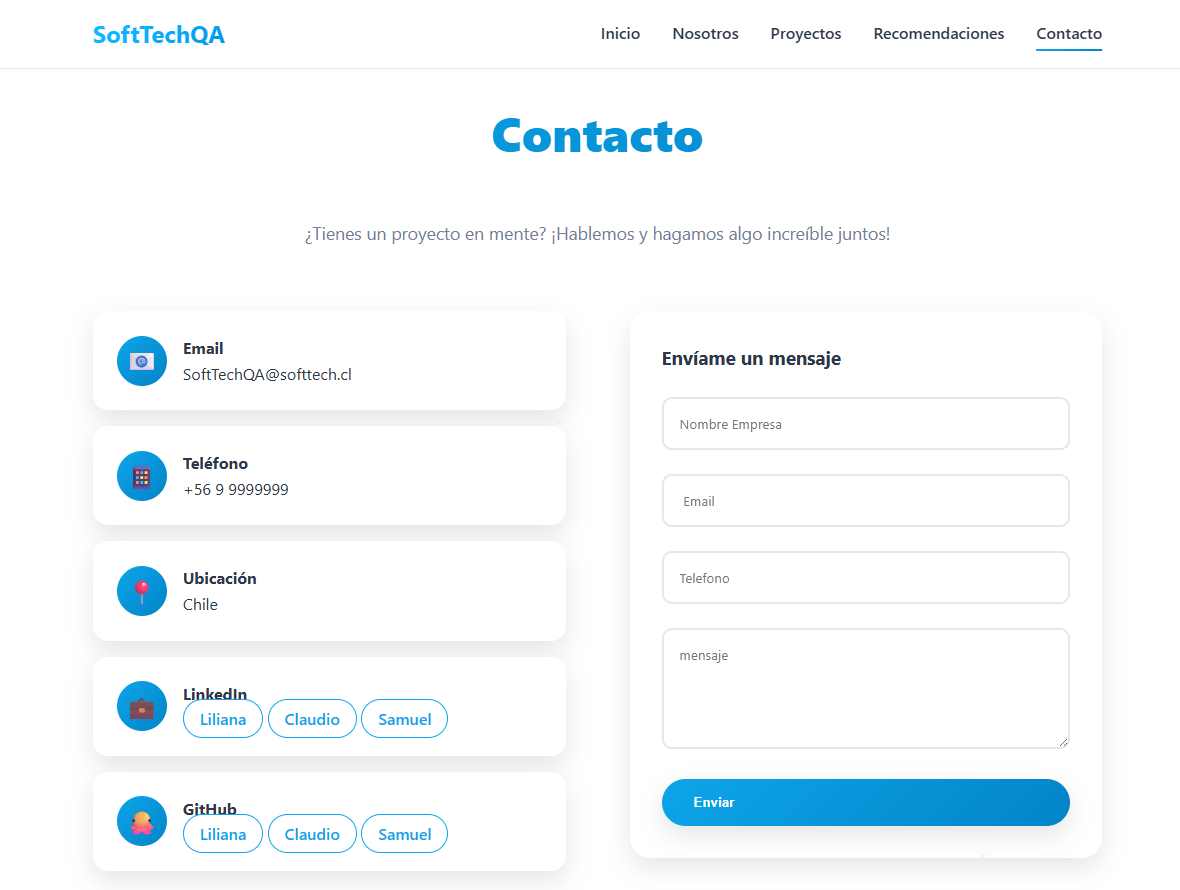 SoftTechQA
Inicio Nosotros Proyectos Recomendaciones Contacto
Contacto
¿Tienes un proyecto en mente? ¡Hablemos y hagamos algo increíble juntos!
Email
SoftTechQA@softtech.cl
Teléfono
+56 9 9999999
Ubicación
Chile
LinkedIn
Liliana Claudio Samuel
GitHub
Liliana Claudio Samuel
Envíame un mensaje
Nombre Empresa
Email
Telefono
mensaje
Enviar